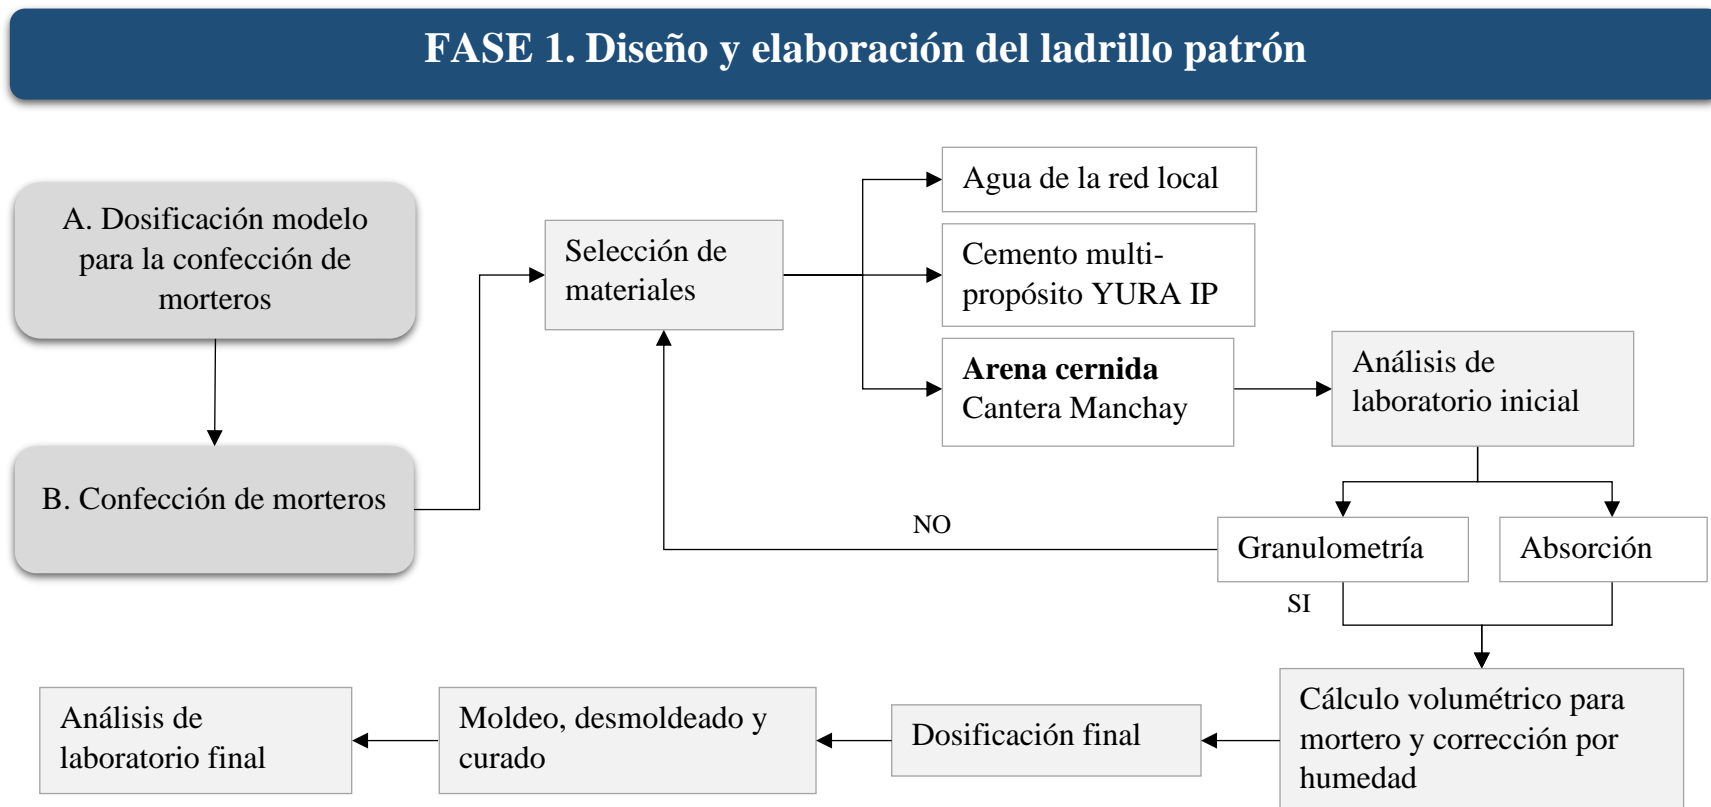 FASE 1. Diseño y elaboración del ladrillo patrón
A. Dosificación modelo
para la confección de
morteros
B. Confección de morteros
Selección de
materiales
Agua de la red local
Cemento multi-
propósito YURA IP
Arena cernida
Cantera Manchay
Análisis de
laboratorio inicial
NO
Granulometría
Absorción
SI
Cálculo volumétrico para
mortero y corrección por
humedad
Dosificación final
Moldeo, desmoldeado y
curado
Análisis de
laboratorio final